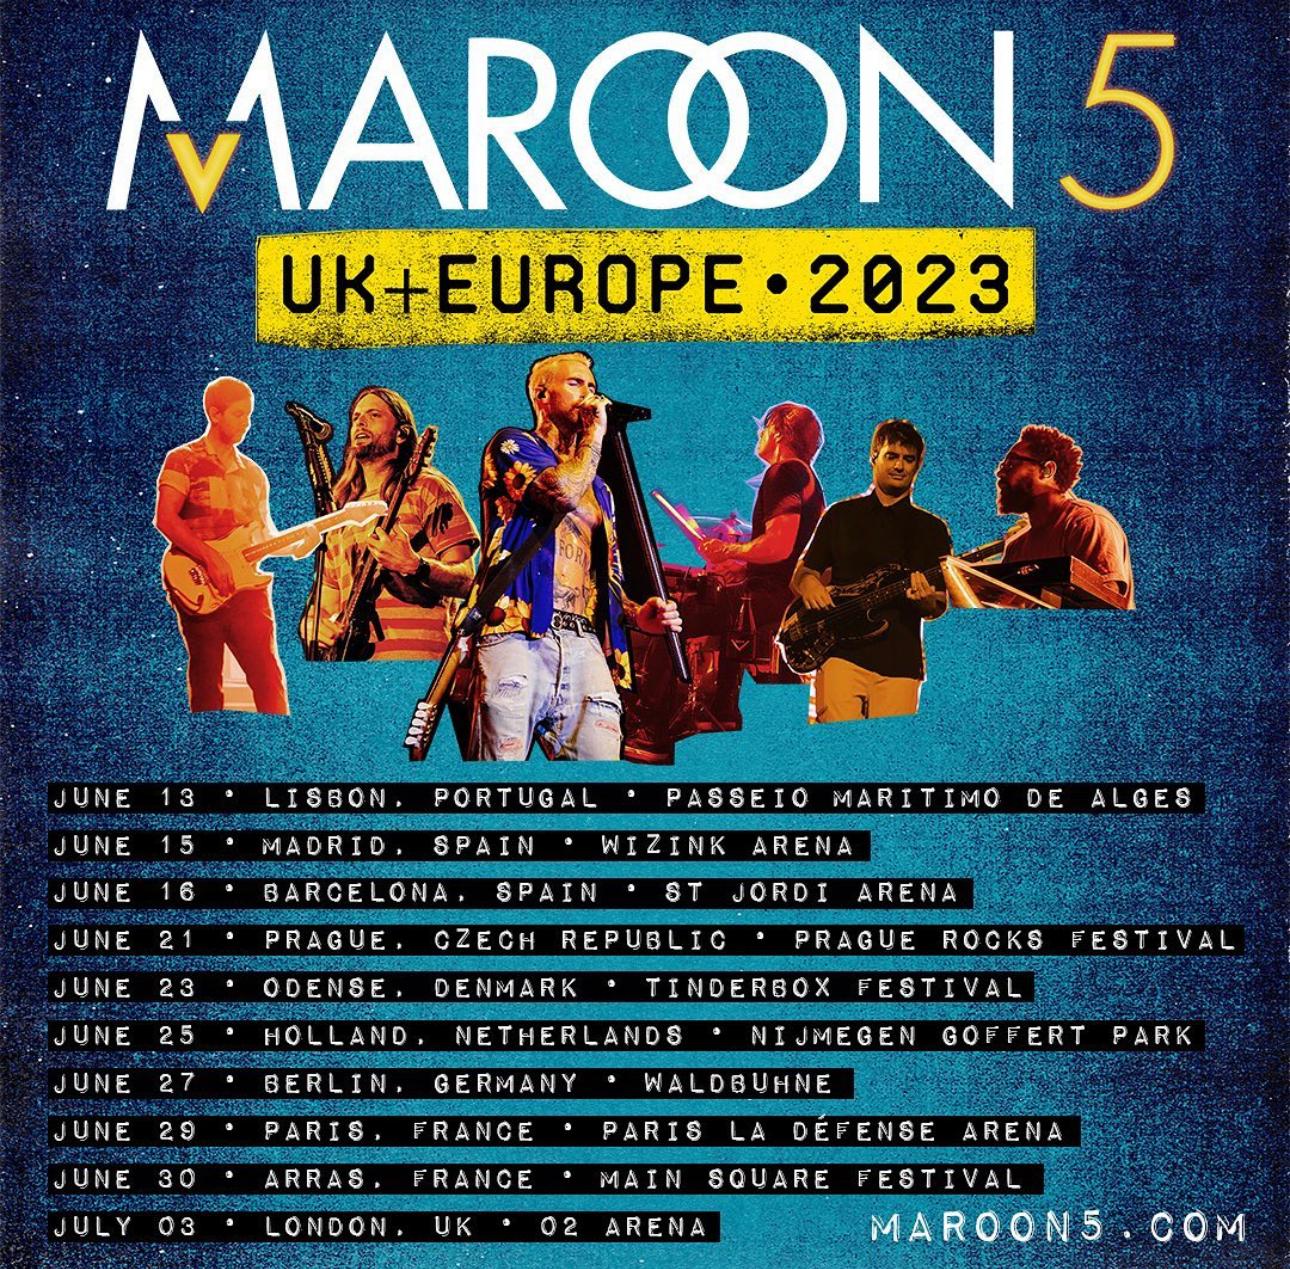 MAROON 5
UK+EUROPE•2023
JUNE 13 • LISBON, PORTUGAL • PASSEIO MARITIMO DE ALGES
JUNE 15 • MADRID, SPAIN • WIZINK ARENA
JUNE 16 • BARCELONA, SPAIN • ST JORDI ARENA
JUNE 21 • PRAGUE, CZECH REPUBLIC • PRAGUE ROCKS FESTIVAL
JUNE 23 • ODENSE, DENMARK • TINDERBOX FESTIVAL
JUNE 25 • HOLLAND, NETHERLANDS • NIJMEGEN GOFFERT PARK
JUNE 27 • BERLIN, GERMANY • WALDBUHNE
JUNE 29 • PARIS, FRANCE • PARIS LA DÉFENSE ARENA
JUNE 30 • ARRAS, FRANCE • MAIN SQUARE FESTIVAL
JULY 03 • LONDON, UK • O2 ARENA
MAROON5.COM